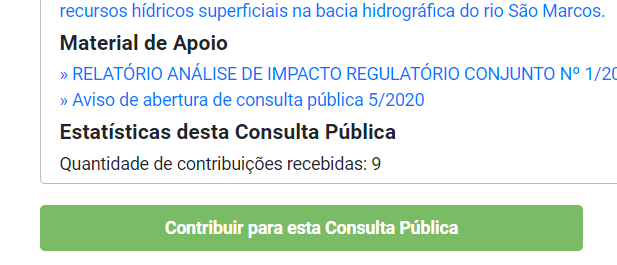 recursos hídricos superficiais na bacia hidrográfica do rio São Marcos.
Material de Apoio
» RELATÓRIO ANÁLISE DE IMPACTO REGULATÓRIO CONJUNTO Nº 1/20
» Aviso de abertura de consulta pública 5/2020
Estatísticas desta Consulta Pública
Quantidade de contribuições recebidas: 9
Contribuir para esta Consulta Pública